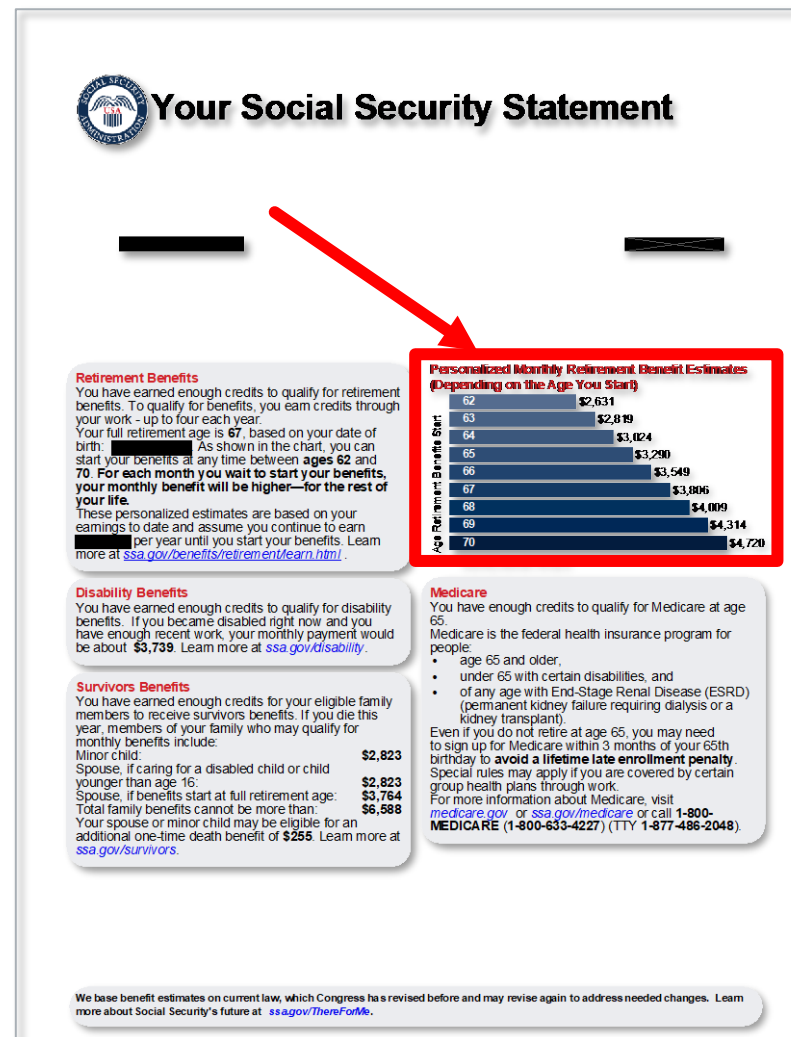 SOCIAL SECURITY ADMINISTRATION
USA
Your Social Security Statement
Retirement Benefits
You have earned enough credits to qualify for retirement
benefits. To qualify for benefits, you earn credits through
your work - up to four each year.
Your full retirement age is 67, based on your date of
birth: As shown in the chart, you can
start your benefits at any time between ages 62 and
70. For each month you wait to start your benefits,
your monthly benefit will be higher—for the rest of
your life.
These personalized estimates are based on your
earnings to date and assume you continue to earn
per year until you start your benefits. Learn
more at ssa.gov/benefits/retirement/learn.html .
Personalized Monthly Retirement Benefit Estimates
(Depending on the Age You Start)
Age Retirement Benefits Start
62 $2,631
63 $2,819
64 $3,024
65 $3,290
66 $3,549
67 $3,806
68 $4,009
69 $4,314
70 $4,720
Disability Benefits
You have earned enough credits to qualify for disability
benefits. If you became disabled right now and you
have enough recent work, your monthly payment would
be about $3,739. Learn more at ssa.gov/disability.
Survivors Benefits
You have earned enough credits for your eligible family
members to receive survivors benefits. If you die this
year, members of your family who may qualify for
monthly benefits include:
Minor child: $2,823
Spouse, if caring for a disabled child or child
younger than age 16: $2,823
Spouse, if benefits start at full retirement age: $3,764
Total family benefits cannot be more than: $6,588
Your spouse or minor child may be eligible for an
additional one-time death benefit of $255. Learn more at
ssa.gov/survivors.
Medicare
You have enough credits to qualify for Medicare at age
65.
Medicare is the federal health insurance program for
people:
• age 65 and older,
• under 65 with certain disabilities, and
• of any age with End-Stage Renal Disease (ESRD)
(permanent kidney failure requiring dialysis or a
kidney transplant).
Even if you do not retire at age 65, you may need
to sign up for Medicare within 3 months of your 65th
birthday to avoid a lifetime late enrollment penalty.
Special rules may apply if you are covered by certain
group health plans through work.
For more information about Medicare, visit
medicare.gov or ssa.gov/medicare or call 1-800-
MEDICARE (1-800-633-4227) (TTY 1-877-486-2048).
We base benefit estimates on current law, which Congress has revised before and may revise again to address needed changes. Learn
more about Social Security's future at ssa.gov/ThereForMe.